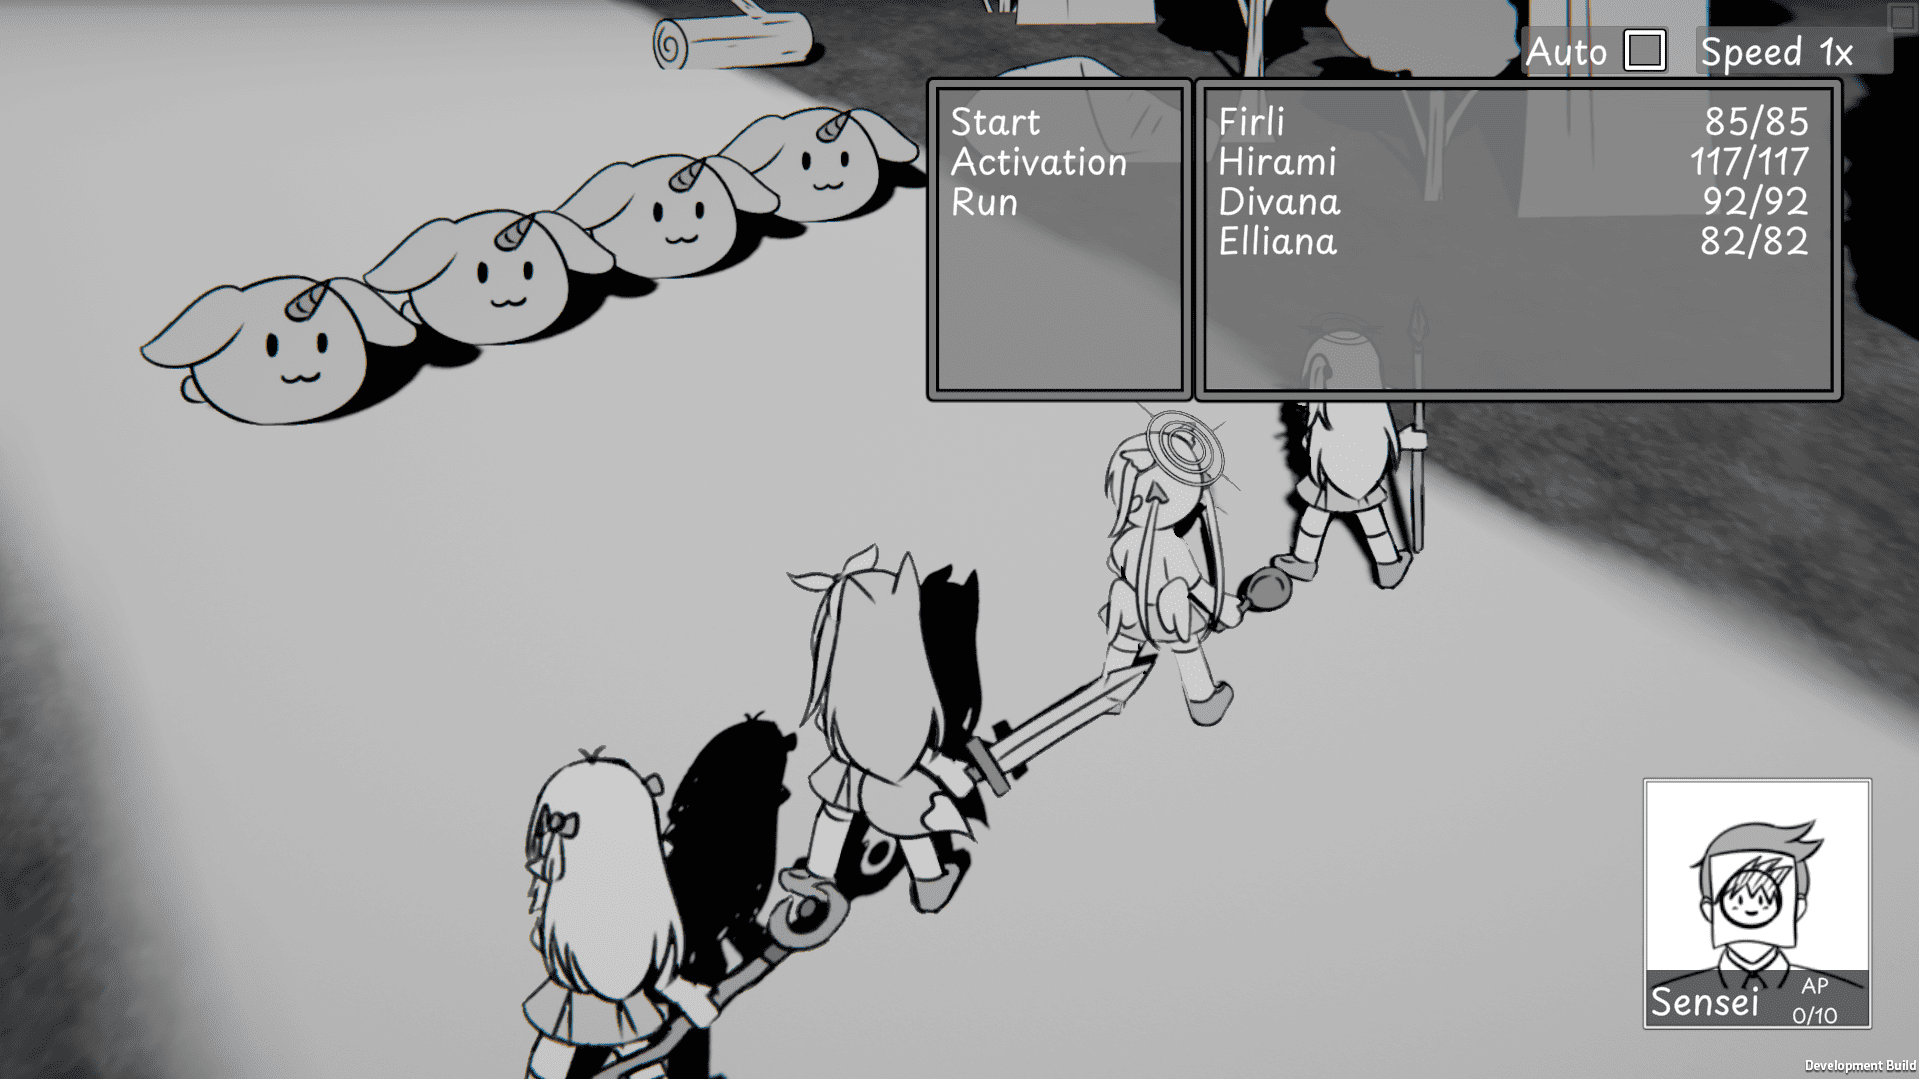 Auto
Speed 1x
Start
Activation
Run
Firli 85/85
Hirami 117/117
Divana 92/92
Elliana 82/82
Sensei
AP
0/10
Development Build